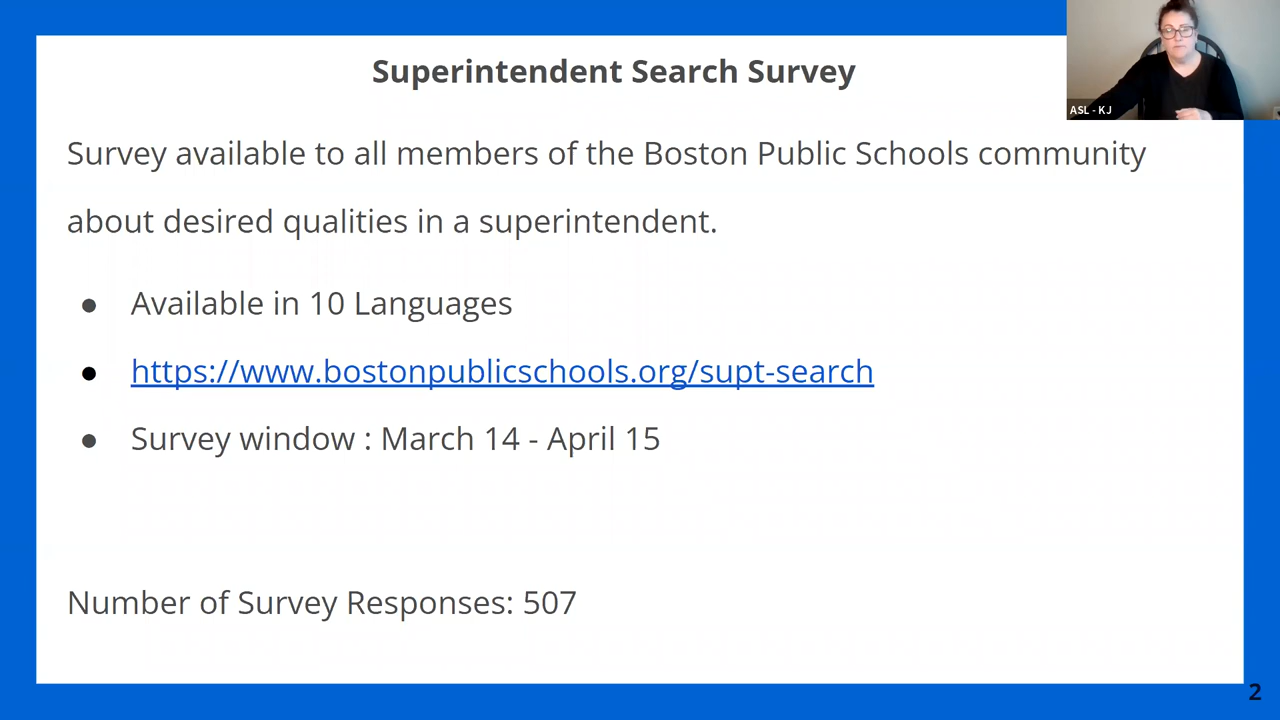 Superintendent Search Survey
ASL - KJ
Survey available to all members of the Boston Public Schools community
about desired qualities in a superintendent.
● Available in 10 Languages
● https://www.bostonpublicschools.org/supt-search
● Survey window : March 14 - April 15
Number of Survey Responses: 507
2